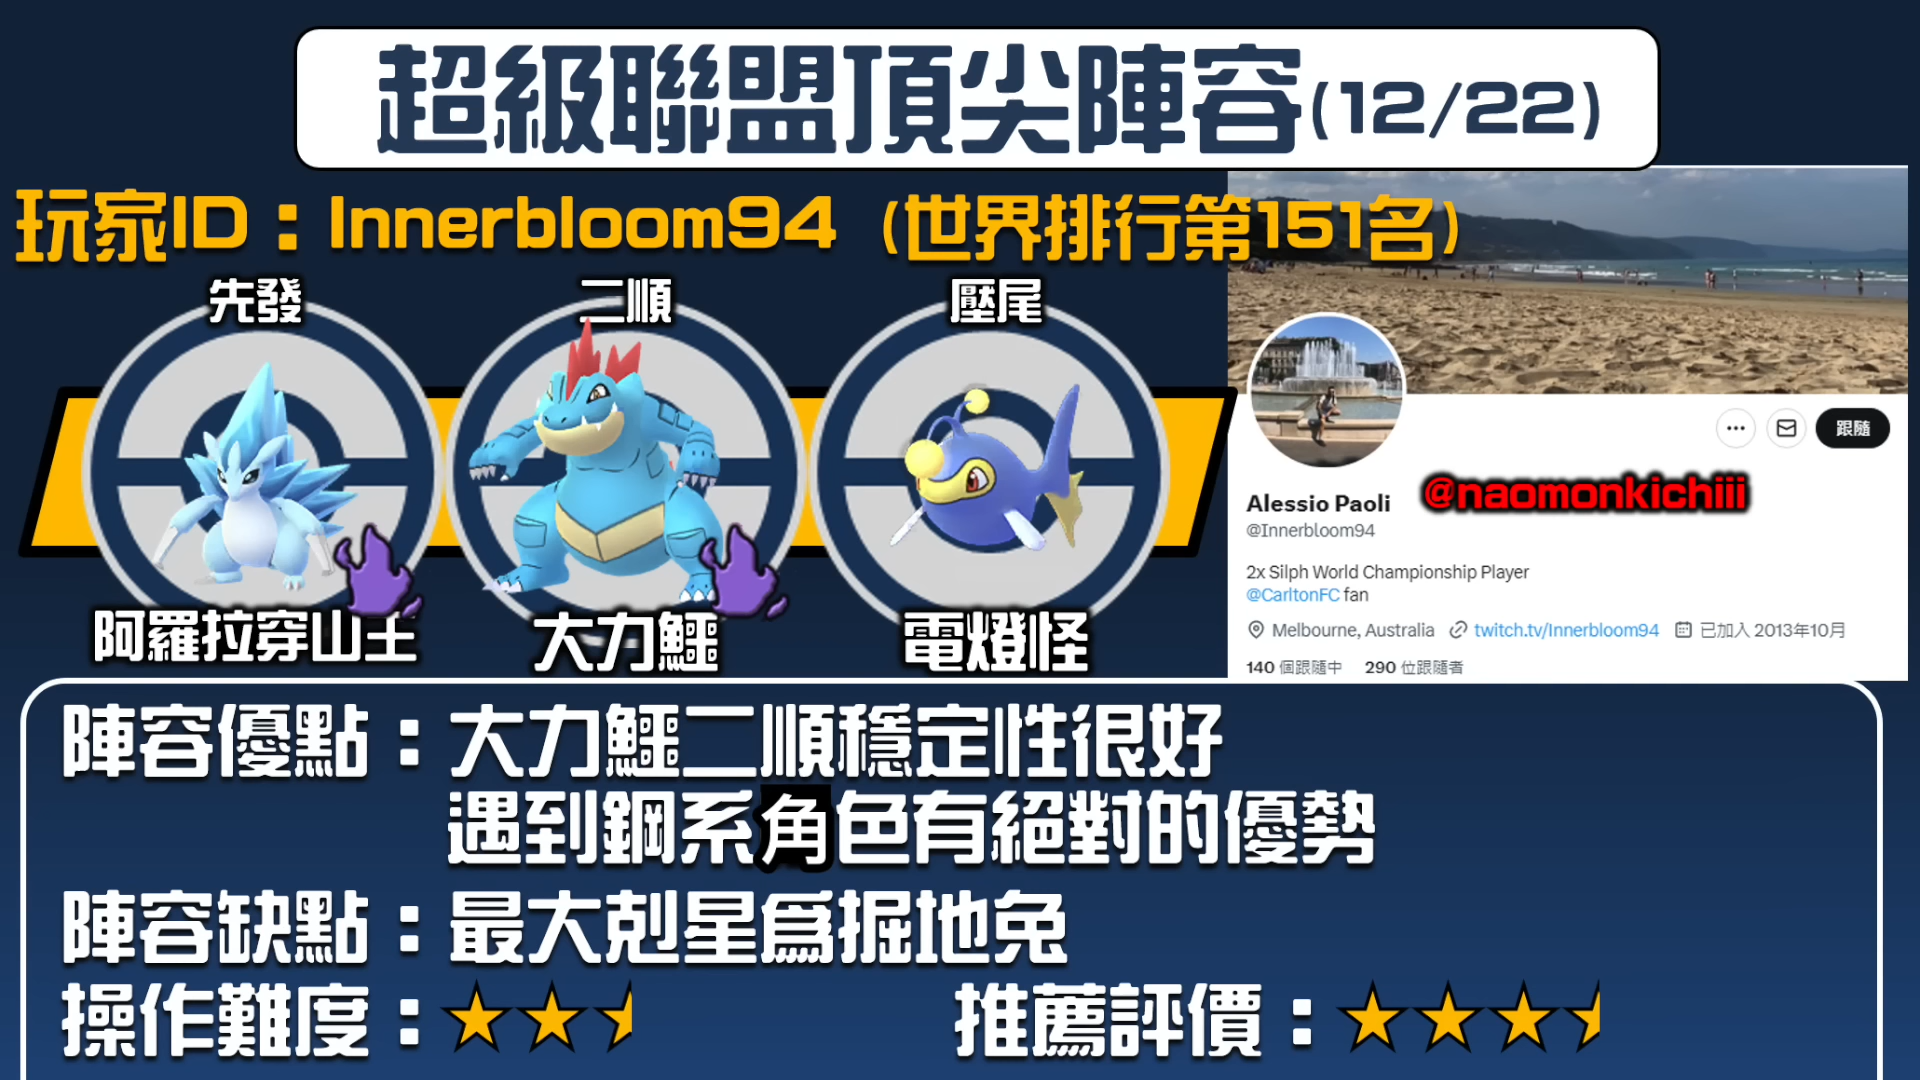 超級聯盟頂尖陣容(12/22)
玩家ID：Innerbloom94 (世界排行第151名)
先發
二順
壓尾
阿羅拉穿山王
大力鱷
電燈怪
跟隨
Alessio Paoli
@naomonkichiii
@Innerbloom94
2x Silph World Championship Player
@CarltonFC fan
Melbourne, Australia twitch.tv/Innerbloom94 已加入 2013年10月
140 個跟隨中 290 位跟隨者
陣容優點：大力鱷二順穩定性很好
遇到鋼系角色有絕對的優勢
陣容缺點：最大剋星為掘地兔
操作難度：
推薦評價：